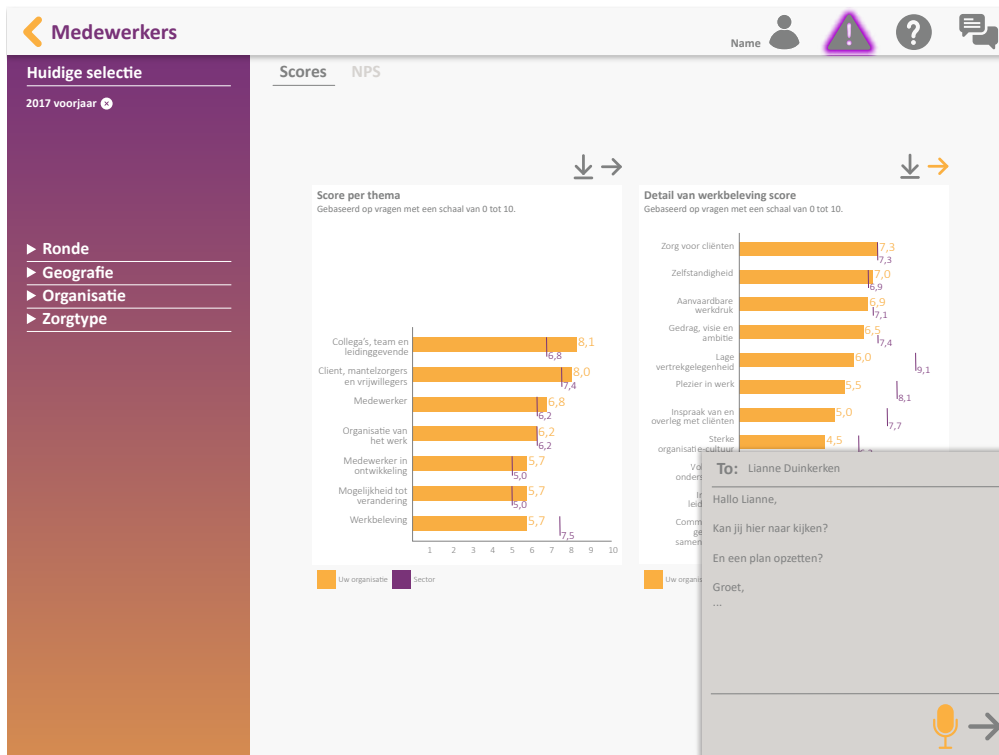 Medewerkers
Name
Huidige selectie
2017 voorjaar
Ronde
Geografie
Organisatie
Zorgtype
Scores NPS
Score per thema
Gebaseerd op vragen met een schaal van 0 tot 10.
Collega's, team en
leidinggevende
8,1
6,8
Client, mantelzorgers
en vrijwillegers
8,0
7,4
Medewerker
6,8
6,2
Organisatie van
het werk
6,2
6,2
Medewerker in
ontwikkeling
5,7
5,0
Mogelijkheid tot
verandering
5,7
5,0
Werkbeleving
5,7
7,5
1 2 3 4 5 6 7 8 9 10
Uw organisatie Sector
Detail van werkbeleving score
Gebaseerd op vragen met een schaal van 0 tot 10.
Zorg voor cliënten
7,3
7,3
Zelfstandigheid
7,0
6,9
Aanvaardbare
werkdruk
6,9
7,1
Gedrag, visie en
ambitie
6,5
7,4
Lage
vertrekgelegenheid
6,0
9,1
Plezier in werk
5,5
8,1
Inspraak van en
overleg met cliënten
5,0
7,7
Sterke
organisatie-cultuur
4,5
Uw
To: Lianne Duinkerken
Hallo Lianne,
Kan jij hier naar kijken?
En een plan opzetten?
Groet,
...